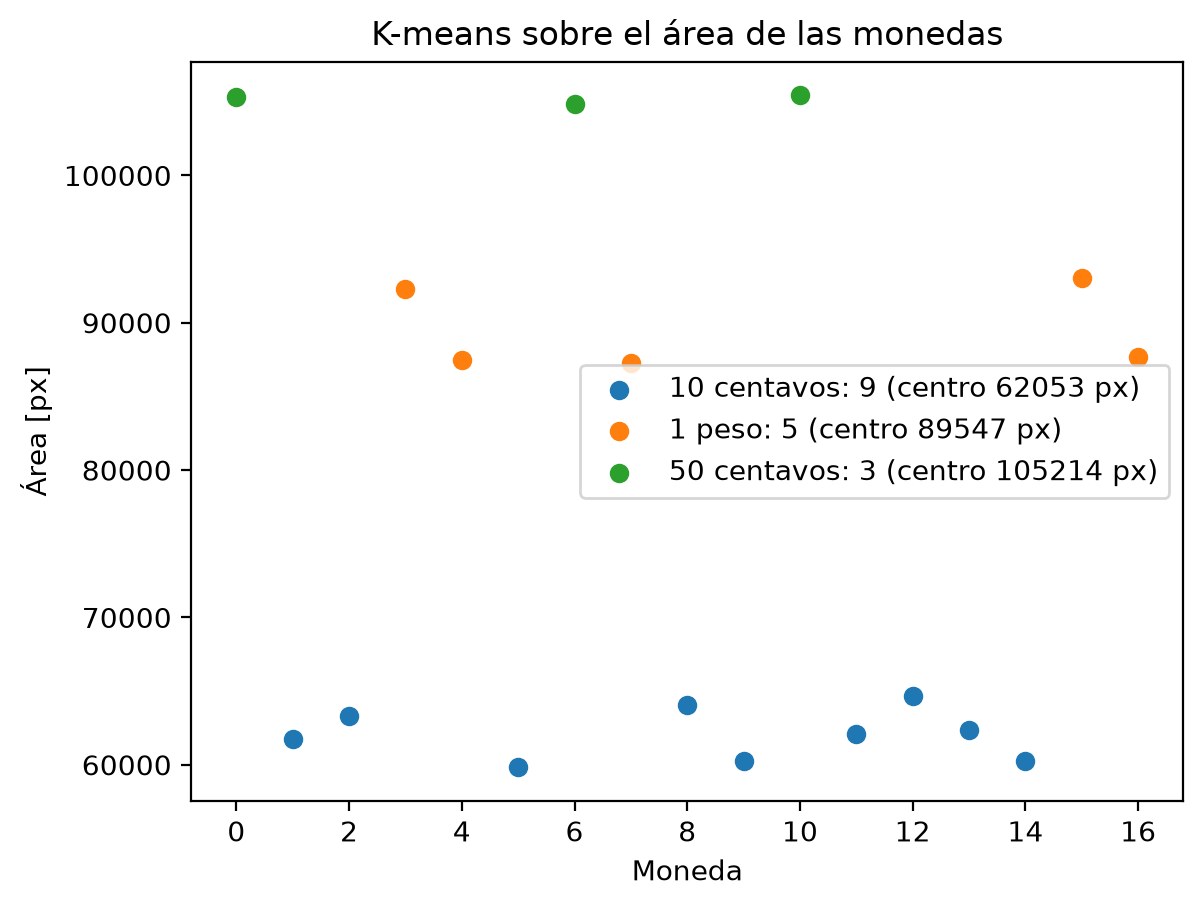 K-means sobre el área de las monedas
100000
90000
80000
70000
60000
Área [px]
10 centavos: 9 (centro 62053 px)
1 peso: 5 (centro 89547 px)
50 centavos: 3 (centro 105214 px)
0 2 4 6 8 10 12 14 16
Moneda